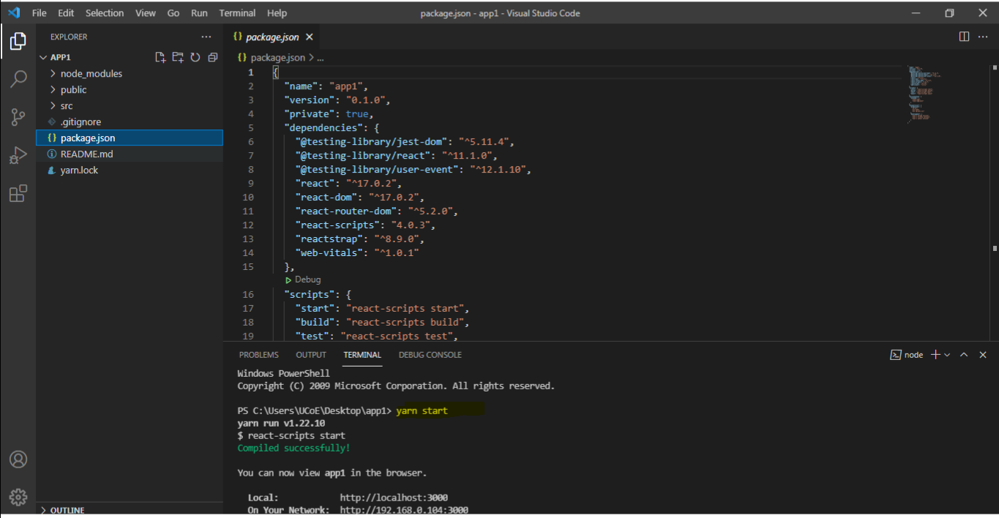 File Edit Selection View Go Run Terminal Help package.json - app1 - Visual Studio Code
EXPLORER
APP1
node_modules
public
src
.gitignore
{} package.json
README.md
yarn.lock
OUTLINE
{} package.json
{} package.json > ...
1 {
2 "name": "app1",
3 "version": "0.1.0",
4 "private": true,
5 "dependencies": {
6 "@testing-library/jest-dom": "^5.11.4",
7 "@testing-library/react": "^11.1.0",
8 "@testing-library/user-event": "^12.1.10",
9 "react": "^17.0.2",
10 "react-dom": "^17.0.2",
11 "react-router-dom": "^5.2.0",
12 "react-scripts": "4.0.3",
13 "reactstrap": "^8.9.0",
14 "web-vitals": "^1.0.1"
15 },
Debug
16 "scripts": {
17 "start": "react-scripts start",
18 "build": "react-scripts build",
19 "test": "react-scripts test",
PROBLEMS OUTPUT TERMINAL DEBUG CONSOLE node
Windows PowerShell
Copyright (C) 2009 Microsoft Corporation. All rights reserved.
PS C:\Users\UCoE\Desktop\app1> yarn start
yarn run v1.22.10
$ react-scripts start
Compiled successfully!
You can now view app1 in the browser.
Local: http://localhost:3000
On Your Network: http://192.168.0.104:3000